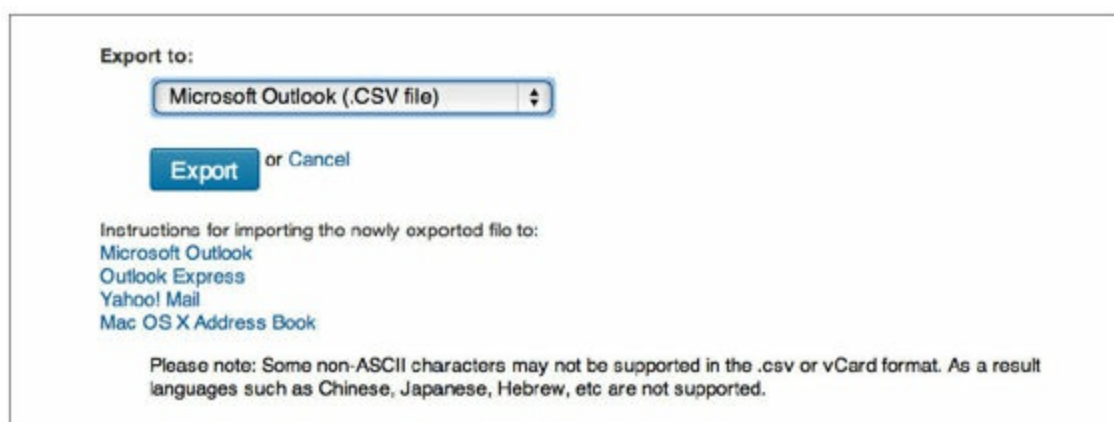 Export to:
Microsoft Outlook (.CSV file)
Export or Cancel
Instructions for importing the newly exported file to:
Microsoft Outlook
Outlook Express
Yahoo! Mail
Mac OS X Address Book
Please note: Some non-ASCII characters may not be supported in the .csv or vCard format. As a result
languages such as Chinese, Japanese, Hebrew, etc are not supported.